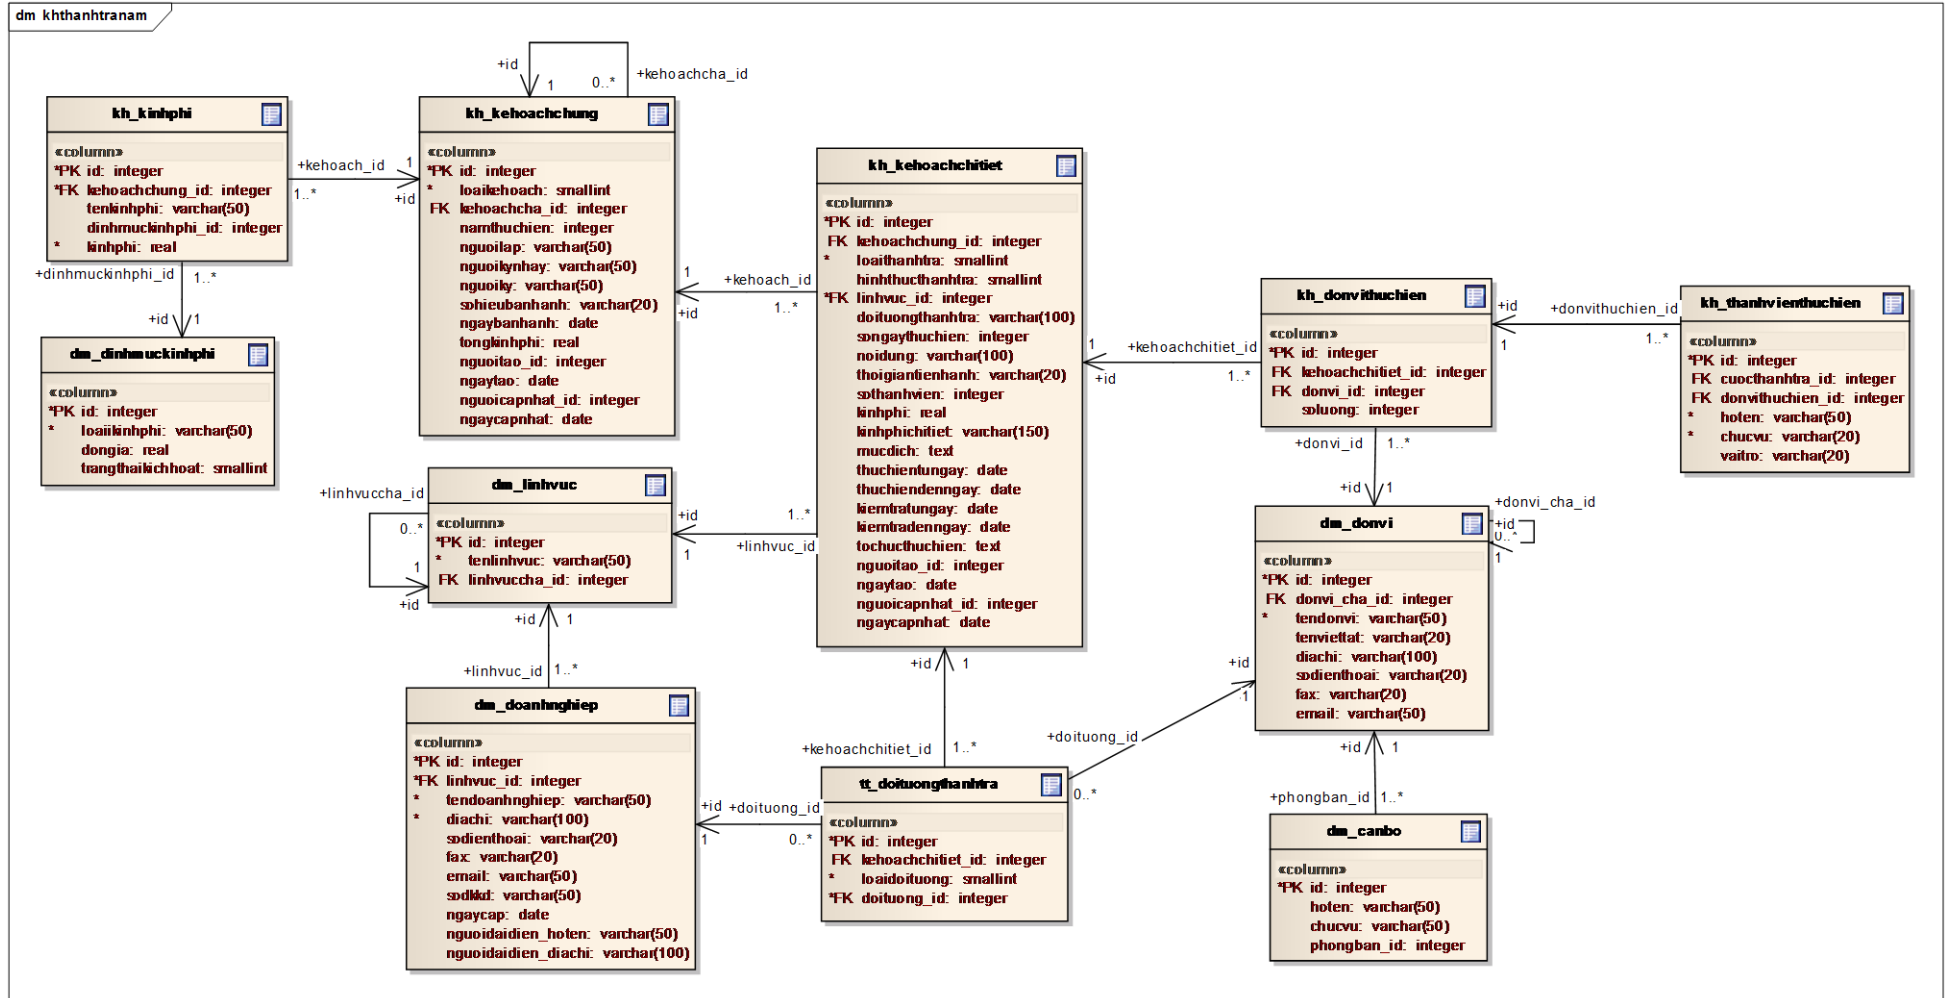 dm khthanhtranam
+id
1
0..*
+kehoachcha_id
kh_kinhphi
«column»
*PK id: integer
*FK kehoachchung_id: integer
tenkinhphi: varchar(50)
dinhmuckinhphi_id: integer
* kinhphi: real
+kehoach_id
1
1..*
+id
+dinhmuckinhphi_id
1..*
+id
1
dm_dinhmuckinhphi
«column»
*PK id: integer
* loaiikinhphi: varchar(50)
dongia: real
trangthaikichhoat: smallint
kh_kehoachchung
«column»
*PK id: integer
* loaikehoach: smallint
FK kehoachcha_id: integer
namthuchien: integer
nguoilap: varchar(50)
nguoikynhay: varchar(50)
nguoiky: varchar(50)
sohieubanhanh: varchar(20)
ngaybanhanh: date
tongkinhphi: real
nguoitao_id: integer
ngaytao: date
nguoicapnhat_id: integer
ngaycapnhat: date
1
+kehoach_id
+id
1..*
kh_kehoachchitiet
«column»
*PK id: integer
FK kehoachchung_id: integer
* loaithanhtra: smallint
hinhthucthanhtra: smallint
*FK linhvuc_id: integer
doituongthanhtra: varchar(100)
songaythuchien: integer
noidung: varchar(100)
thoigiantienhanh: varchar(20)
sothanhvien: integer
kinhphi: real
kinhphichitiet: varchar(150)
mucdich: text
thuchientungay: date
thuchiendenngay: date
kiemtratungay: date
kiemtradenngay: date
tochucthuchien: text
nguoitao_id: integer
ngaytao: date
nguoicapnhat_id: integer
ngaycapnhat: date
1
+kehoachchitiet_id
+id
1..*
kh_donvithuchien
«column»
*PK id: integer
FK kehoachchitiet_id: integer
FK donvi_id: integer
soluong: integer
+id
+donvithuchien_id
1
1..*
kh_thanhvienthuchien
«column»
*PK id: integer
FK cuocthanhtra_id: integer
FK donvithuchien_id: integer
* hoten: varchar(50)
* chucvu: varchar(20)
vaitro: varchar(20)
+donvi_id
1..*
+id
1
+donvi_cha_id
+id
0..*
1
dm_donvi
«column»
*PK id: integer
FK donvi_cha_id: integer
* tendonvi: varchar(50)
tenviettat: varchar(20)
diachi: varchar(100)
sodienthoai: varchar(20)
fax: varchar(20)
email: varchar(50)
+linhvuccha_id
0..*
1
+id
dm_linhvuc
«column»
*PK id: integer
* tenlinhvuc: varchar(50)
FK linhvuccha_id: integer
+id
1..*
1
+linhvuc_id
+id
1
+linhvuc_id
1..*
dm_doanhnghiep
«column»
*PK id: integer
*FK linhvuc_id: integer
* tendoanhnghiep: varchar(50)
* diachi: varchar(100)
sodienthoai: varchar(20)
fax: varchar(20)
email: varchar(50)
sodkkd: varchar(50)
ngaycap: date
nguoidaidien_hoten: varchar(50)
nguoidaidien_diachi: varchar(100)
+id
+doituong_id
1
0..*
+id
1
+kehoachchitiet_id
1..*
tt_doituongthanhtra
«column»
*PK id: integer
FK kehoachchitiet_id: integer
* loaidoituong: smallint
*FK doituong_id: integer
+id
1
+doituong_id
0..*
+id
1
+phongban_id
1..*
dm_canbo
«column»
*PK id: integer
hoten: varchar(50)
chucvu: varchar(50)
phongban_id: integer